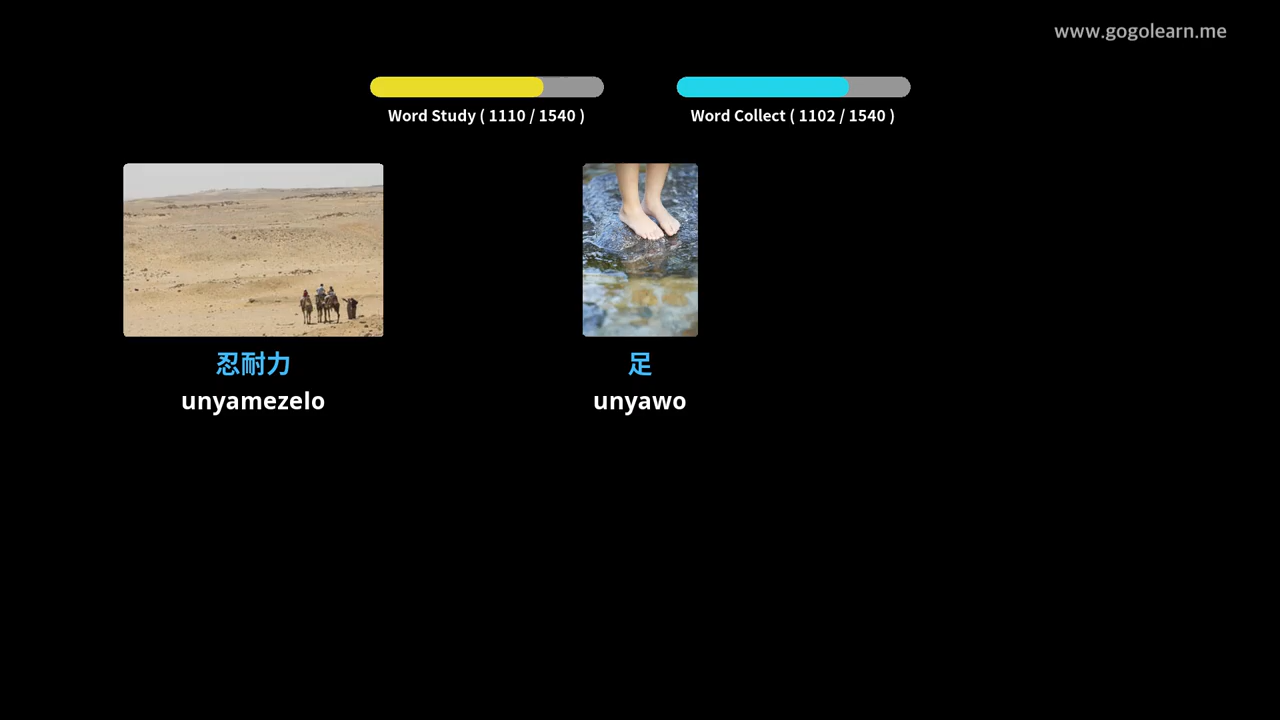 www.gogolearn.me
Word Study ( 1110 / 1540 )
Word Collect ( 1102 / 1540 )
忍耐力
unyamezelo
足
unyawo